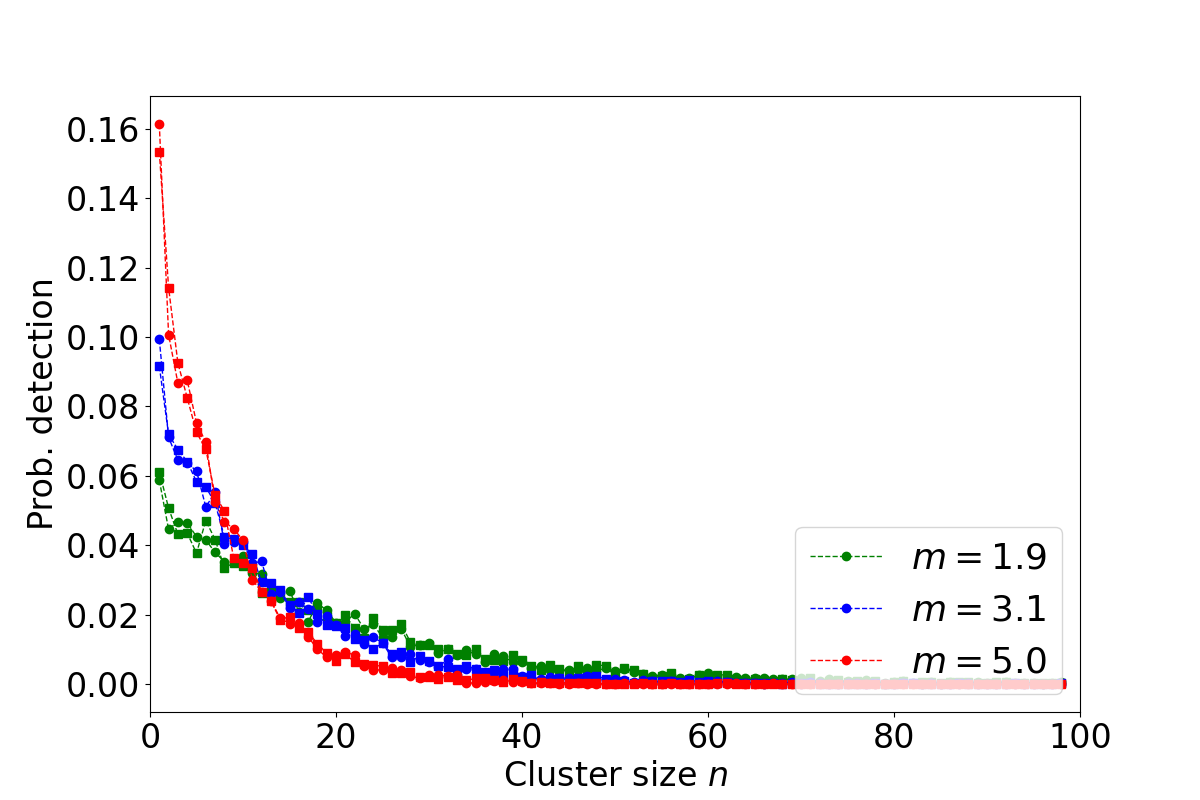 0.16
0.14
0.12
0.10
0.08
0.06
0.04
0.02
0.00
Prob. detection
0 20 40 60 80 100
Cluster size n
m = 1.9
m = 3.1
m = 5.0